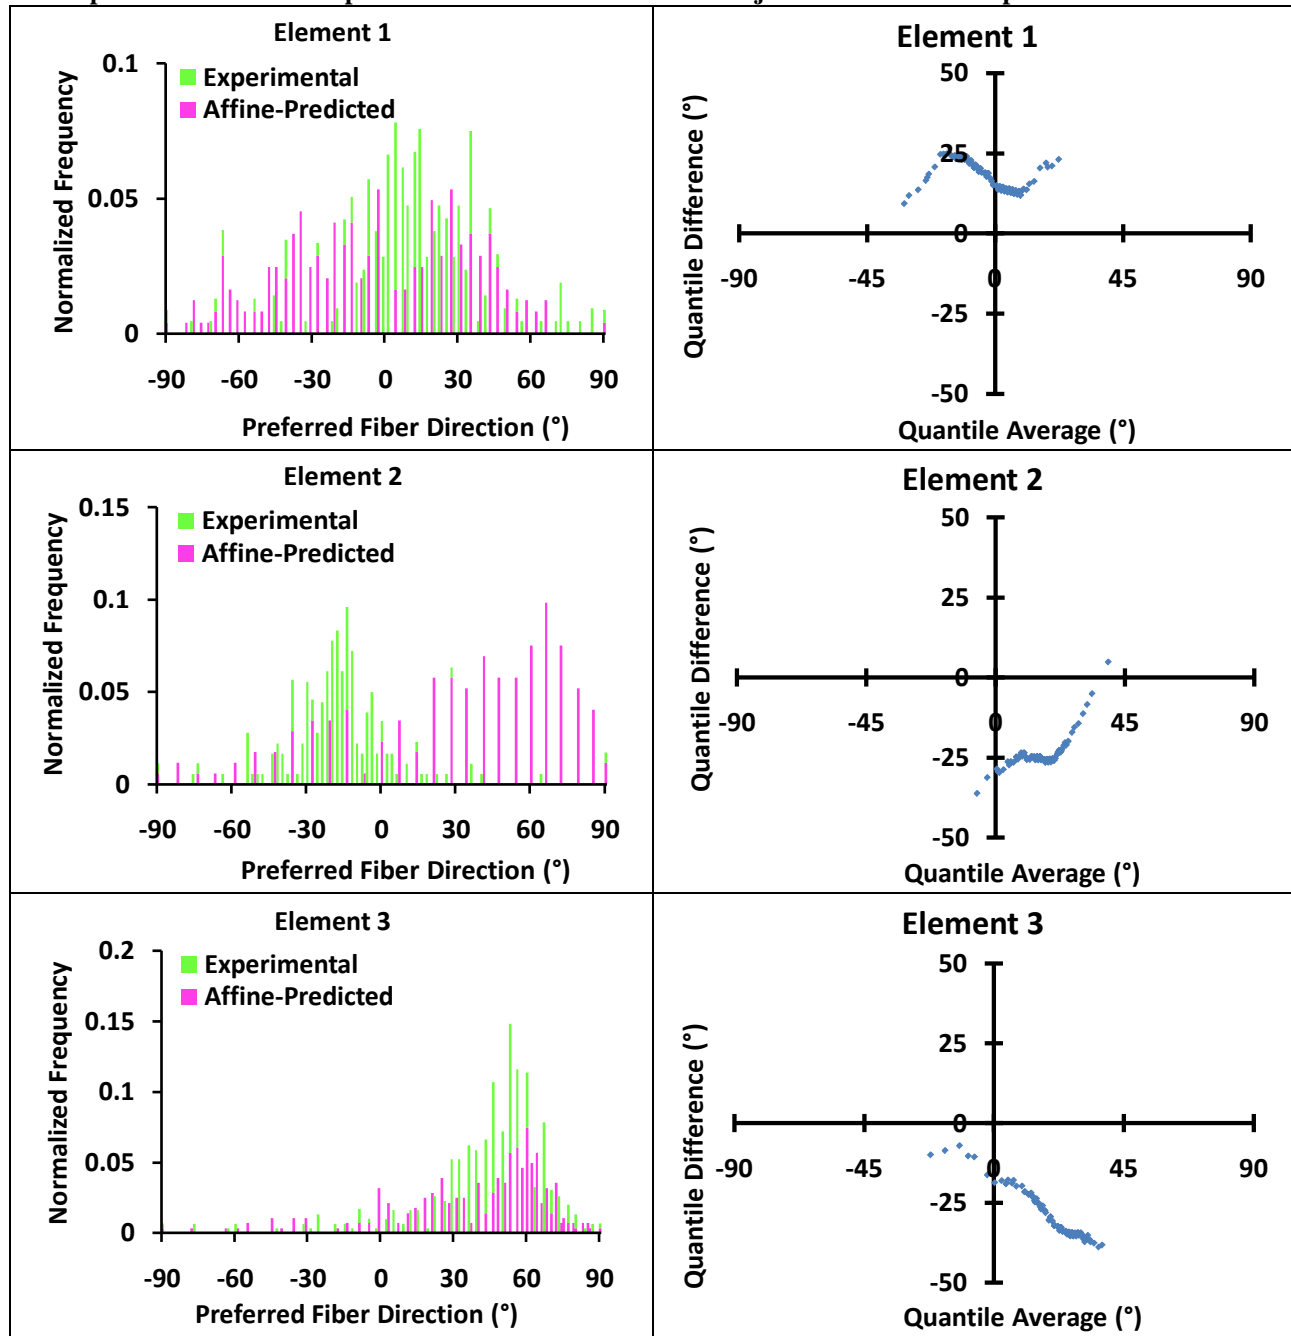 Element 1
0.1
0.05
0
Normalized Frequency
Experimental
Affine-Predicted
-90 -60 -30 0 30 60 90
Preferred Fiber Direction (°)
Element 1
50
25
0
-25
-50
-90 -45 0 45 90
Quantile Difference (°)
Quantile Average (°)
Element 2
0.15
0.1
0.05
0
Normalized Frequency
Experimental
Affine-Predicted
-90 -60 -30 0 30 60 90
Preferred Fiber Direction (°)
Element 2
50
25
0
-25
-50
-90 -45 0 45 90
Quantile Difference (°)
Quantile Average (°)
Element 3
0.2
0.15
0.1
0.05
0
Normalized Frequency
Experimental
Affine-Predicted
-90 -60 -30 0 30 60 90
Preferred Fiber Direction (°)
Element 3
50
25
0
-25
-50
-90 -45 0 45 90
Quantile Difference (°)
Quantile Average (°)